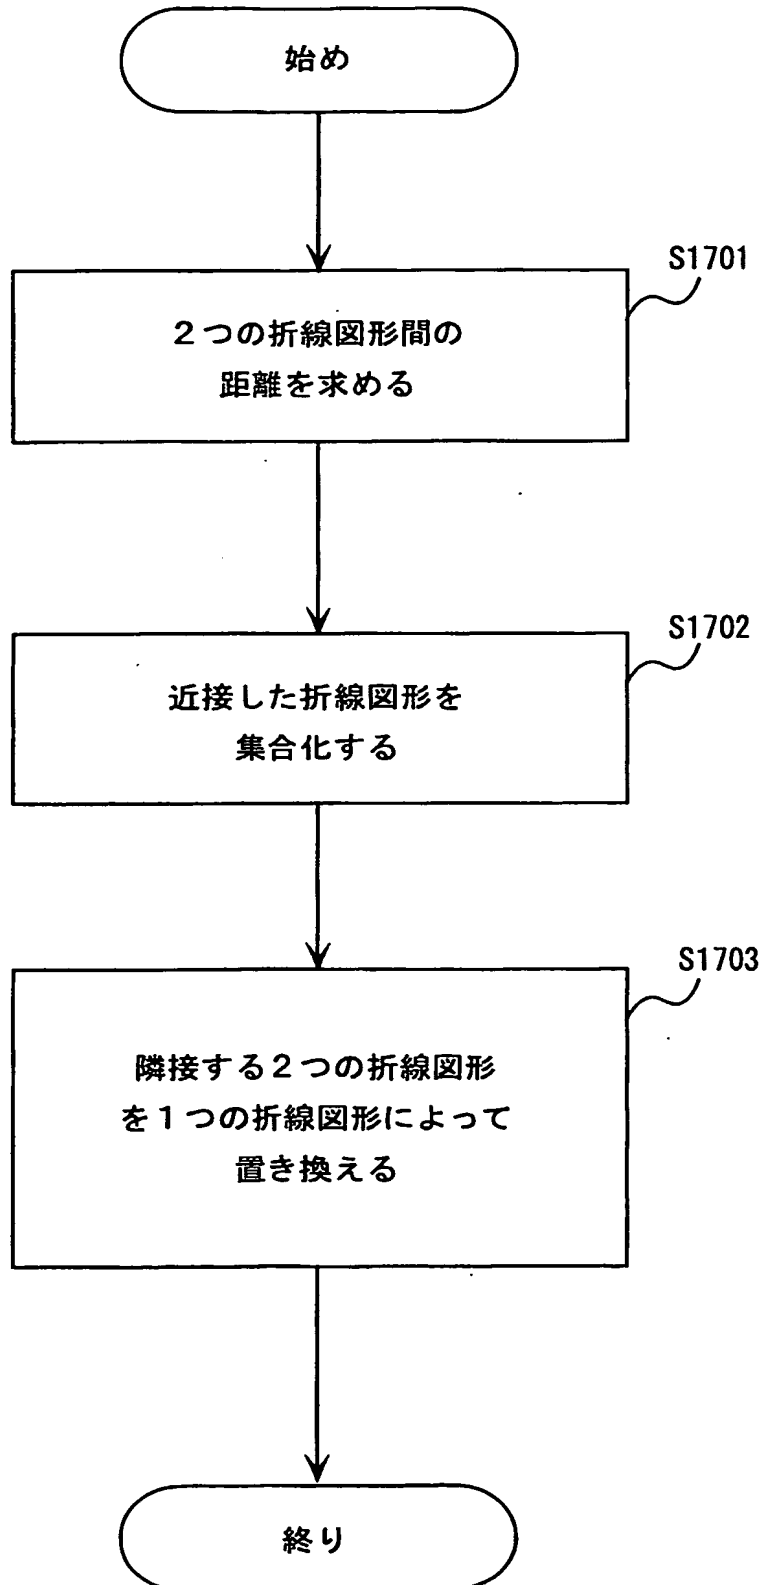 始め
S1701
２つの折線図形間の
距離を求める
S1702
近接した折線図形を
集合化する
S1703
隣接する２つの折線図形
を１つの折線図形によって
置き換える
終り